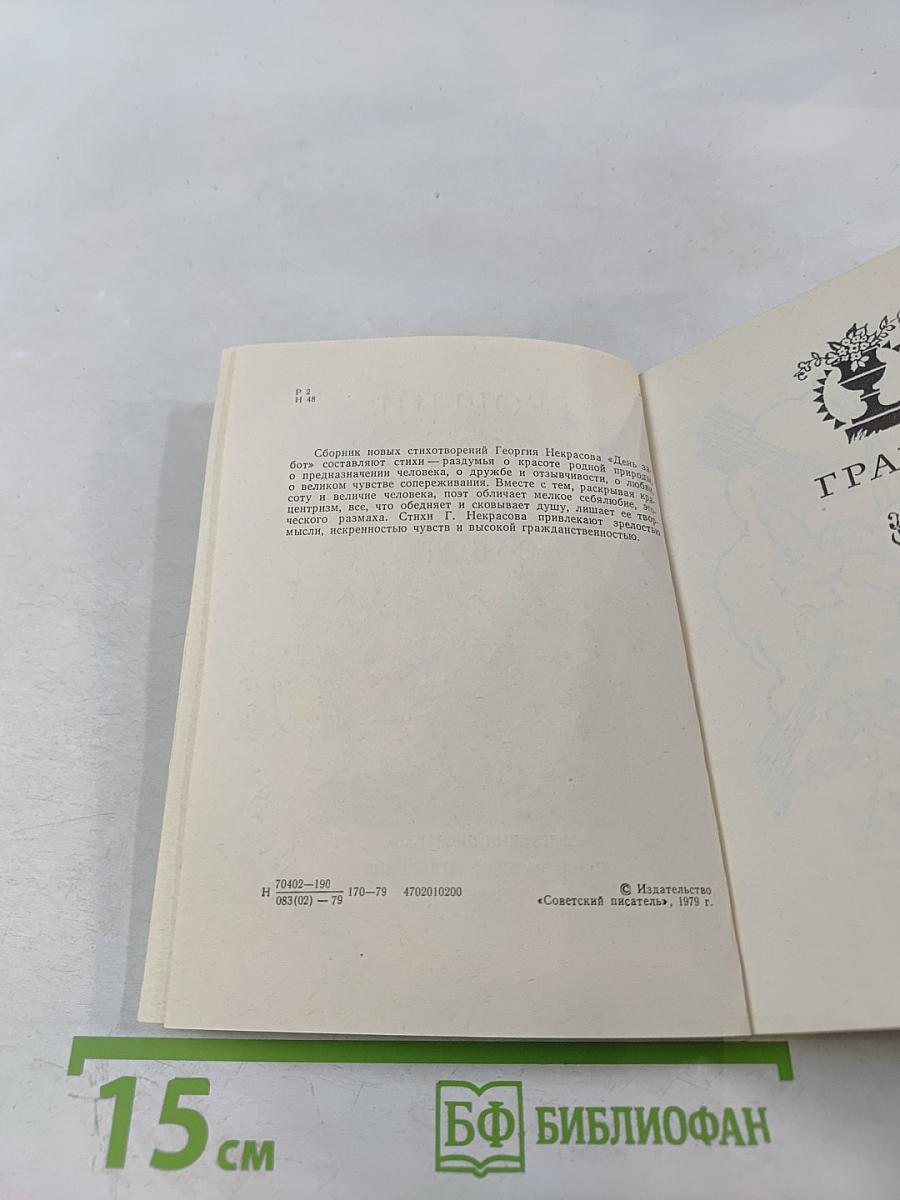 Р 2
Н 48
Сборник новых стихотворений Георгия Некрасова «День за-
бот» составляют стихи — раздумья о красоте родной природы,
о предназначении человека, о дружбе и отзывчивости, о любви,
о великом чувстве сопереживания. Вместе с тем, раскрывая кра-
соту и величие человека, поэт обличает мелкое себялюбие, эго-
центризм, все, что обедняет и сковывает душу, лишает ее твор-
ческого размаха. Стихи Г. Некрасова привлекают зрелостью
мысли, искренностью чувств и высокой гражданственностью.
Н 70402—190
083(02) — 79 170—79 4702010200
© Издательство
«Советский писатель», 1979 г.
ГРА
15 см
БФ БИБЛИОФАН